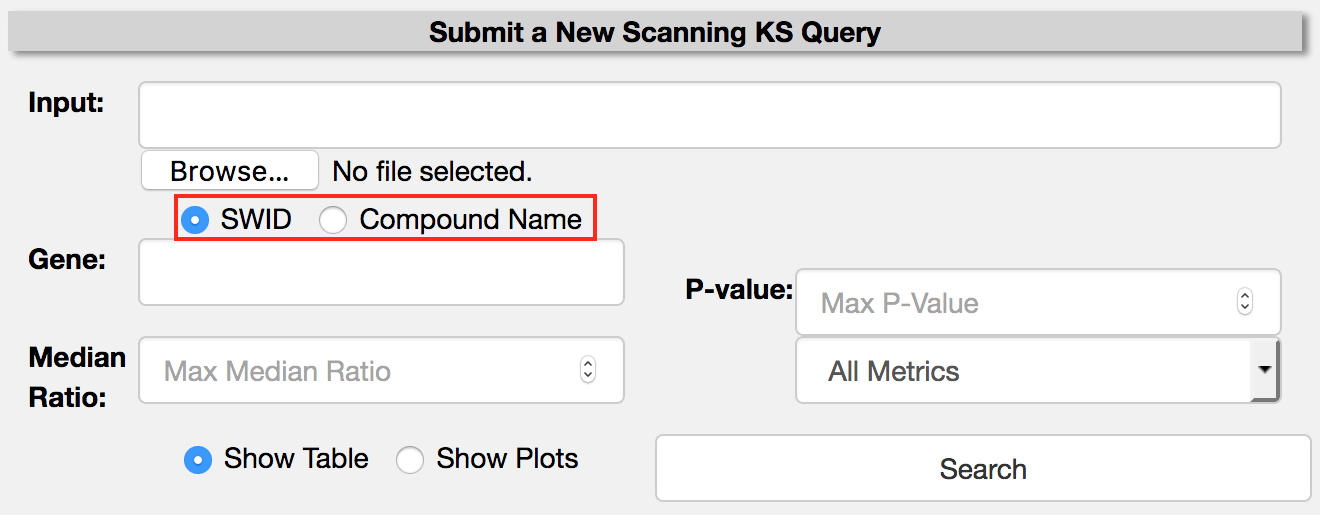 Submit a New Scanning KS Query
Input:
Browse... No file selected.
SWID Compound Name
Gene:
P-value: Max P-Value
Median Ratio: Max Median Ratio
All Metrics
Show Table Show Plots
Search